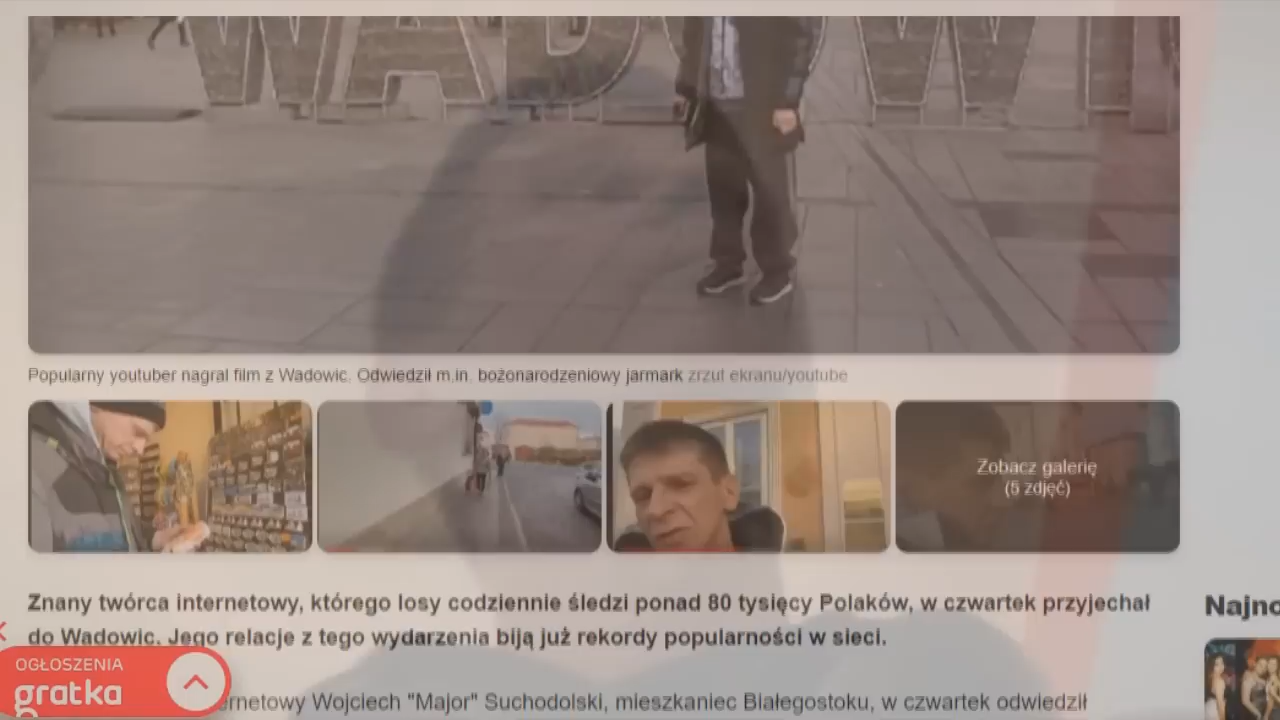 WADOWI
Popularny youtuber nagrał film z Wadowic. Odwiedził m.in. bożonarodzeniowy jarmark zrzut ekranu/youtube
Zobacz galerię
(5 zdjęć)
Znany twórca internetowy, którego losy codziennie śledzi ponad 80 tysięcy Polaków, w czwartek przyjechał
do Wadowic. Jego relacje z tego wydarzenia biją już rekordy popularności w sieci.
Najno
OGŁOSZENIA
gratka
rnetowy Wojciech "Major" Suchodolski, mieszkaniec Białegostoku, w czwartek odwiedził